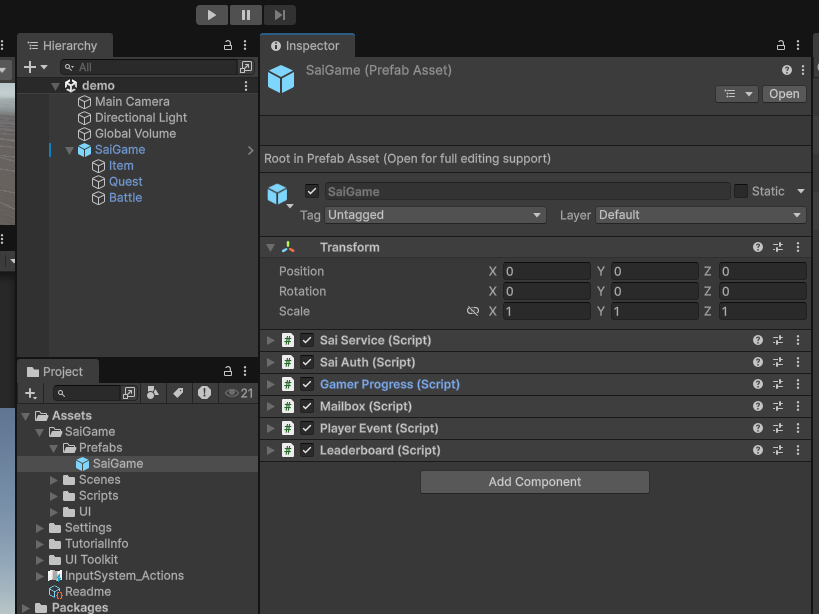 Hierarchy
Inspector
All
SaiGame (Prefab Asset)
Open
demo
Main Camera
Directional Light
Global Volume
SaiGame
Item
Quest
Battle
Root in Prefab Asset (Open for full editing support)
SaiGame
Static
Tag Untagged
Layer Default
Transform
Position X 0 Y 0 Z 0
Rotation X 0 Y 0 Z 0
Scale X 1 Y 1 Z 1
# Sai Service (Script)
# Sai Auth (Script)
# Gamer Progress (Script)
# Mailbox (Script)
# Player Event (Script)
# Leaderboard (Script)
Add Component
Project
21
Assets
SaiGame
Prefabs
SaiGame
Scenes
Scripts
UI
Settings
TutorialInfo
UI Toolkit
InputSystem_Actions
Readme
Packages